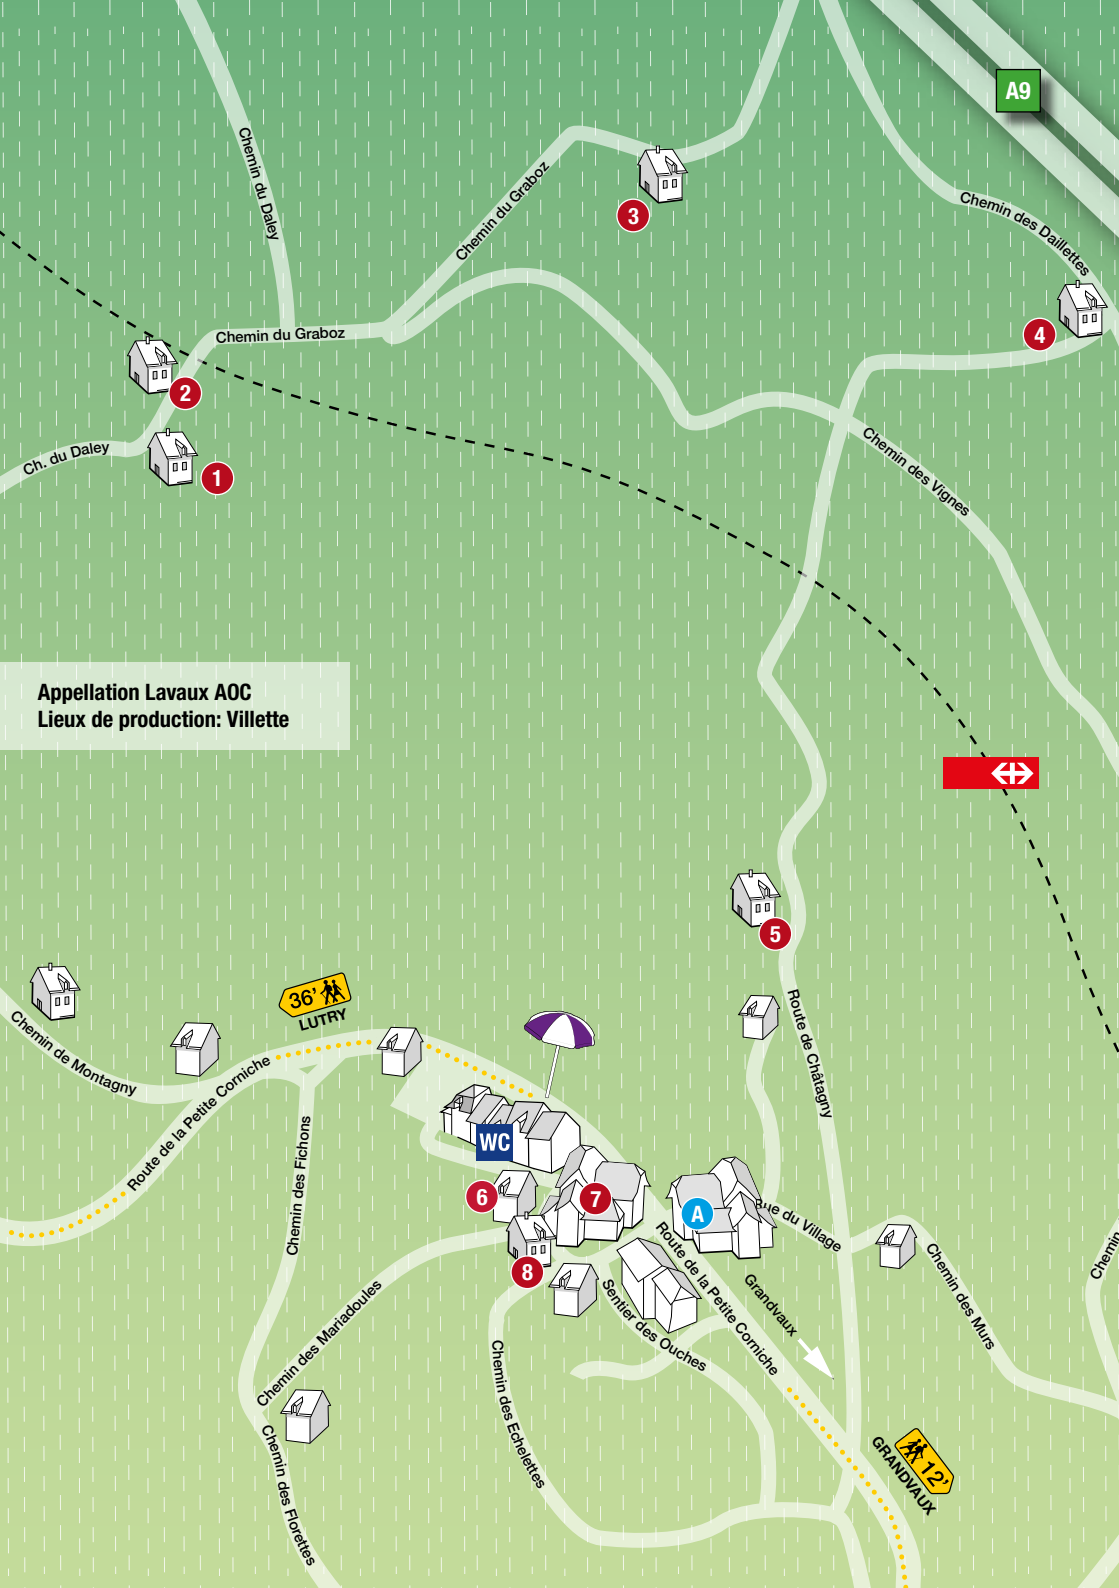 A9
Chemin du Daley
Chemin du Graboz
3
Chemin des Daillettes
4
Chemin du Graboz
2
Ch. du Daley
1
Chemin des Vignes
Appellation Lavaux AOC
Lieux de production: Villette
5
36'
LUTRY
Chemin de Montagny
Route de la Petite Corniche
Route de Châtagny
Chemin des Fichons
WC
6
7
A
Rue du Village
8
Route de la Petite Corniche
Grandvaux
Chemin des Murs
Chemin
Sentier des Ouches
Chemin des Mariadoules
Chemin des Echelettes
Chemin des Florettes
12'
GRANDVAUX